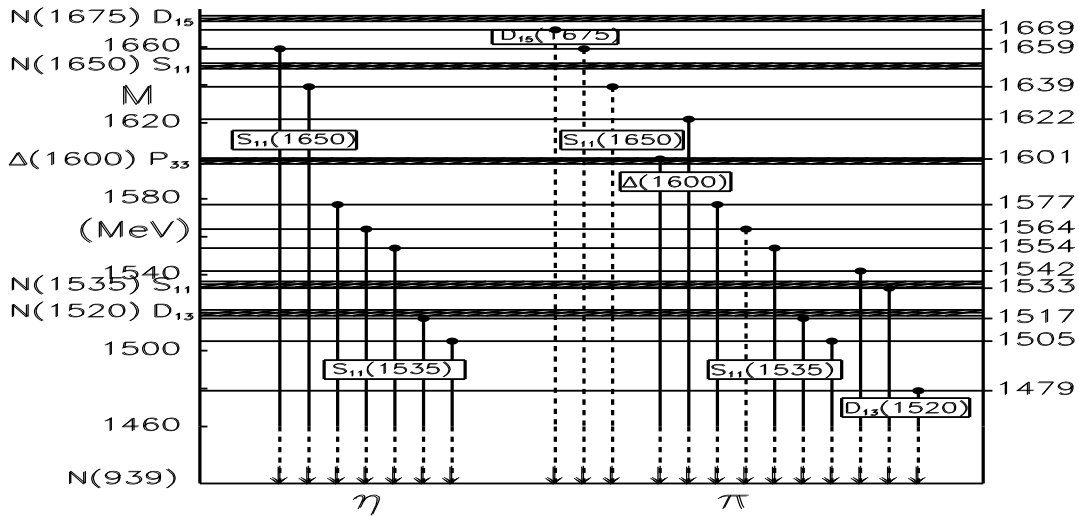 N(1675) D₁₅
1669
D₁₅(1675)
1660
1659
N(1650) S₁₁
M
1639
1620
1622
S₁₁(1650)
S₁₁(1650)
Δ(1600) P₃₃
1601
Δ(1600)
1580
1577
(MeV)
1564
1554
1540
1542
N(1535) S₁₁
1533
N(1520) D₁₃
1517
1500
1505
S₁₁(1535)
S₁₁(1535)
1479
D₁₃(1520)
1460
N(939)
η
π